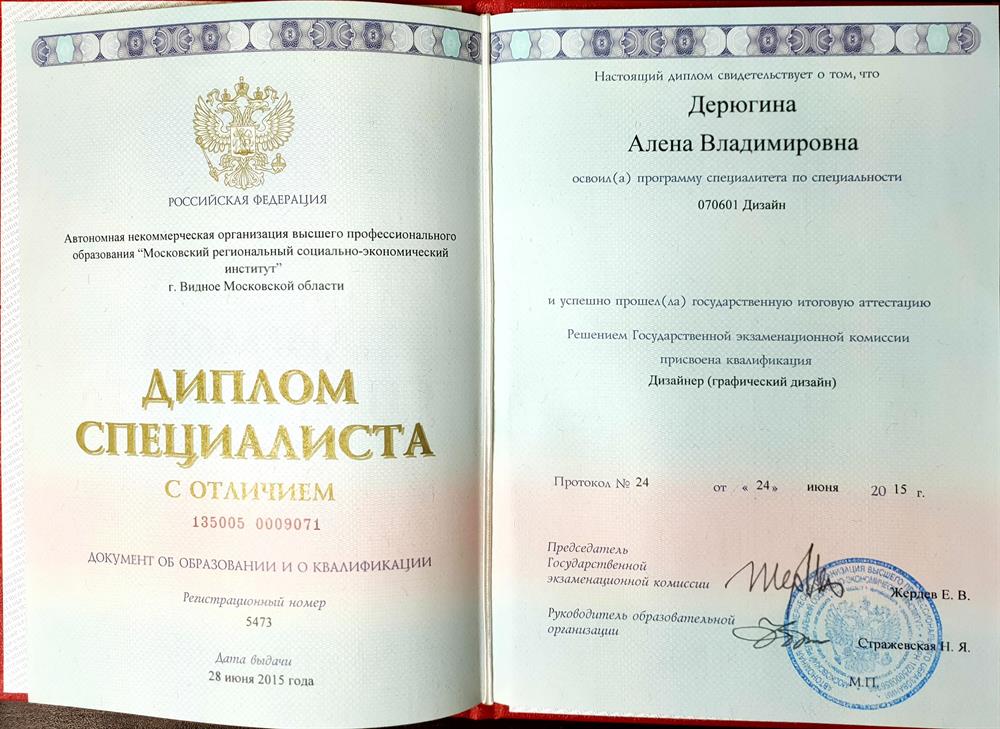 РОССИЙСКАЯ ФЕДЕРАЦИЯ
Автономная некоммерческая организация высшего профессионального
образования “Московский региональный социально-экономический
институт”
г. Видное Московской области
ДИПЛОМ
СПЕЦИАЛИСТА
С ОТЛИЧИЕМ
135005 0009071
ДОКУМЕНТ ОБ ОБРАЗОВАНИИ И О КВАЛИФИКАЦИИ
Регистрационный номер
5473
Дата выдачи
28 июня 2015 года
Настоящий диплом свидетельствует о том, что
Дерюгина
Алена Владимировна
освоил(а) программу специалитета по специальности
070601 Дизайн
и успешно прошел(ла) государственную итоговую аттестацию
Решением Государственной экзаменационной комиссии
присвоена квалификация
Дизайнер (графический дизайн)
Протокол № 24 от « 24 » июня 20 15 г.
Председатель
Государственной
экзаменационной комиссии
Жердев Е. В.
Руководитель образовательной
организации
Стражевская Н. Я.
М.П.